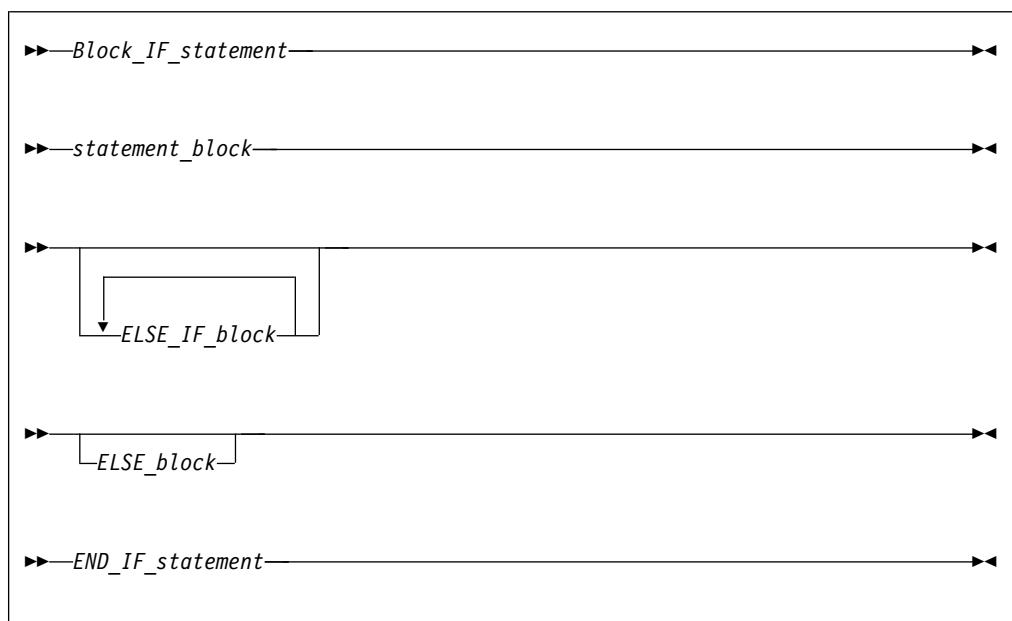 Block_IF_statement
statement_block
ELSE_IF_block
ELSE_block
END_IF_statement